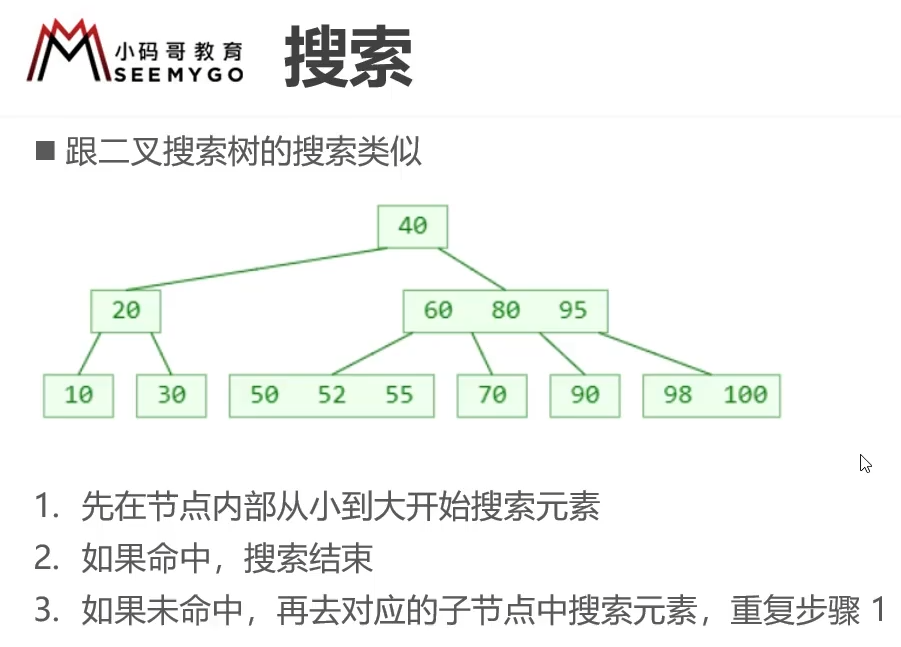 小码哥教育
SEEMYGO
搜索
■ 跟二叉搜索树的搜索类似
40
20
60 80 95
10
30
50 52 55
70
90
98 100
1. 先在节点内部从小到大开始搜索元素
2. 如果命中，搜索结束
3. 如果未命中，再去对应的子节点中搜索元素，重复步骤 1